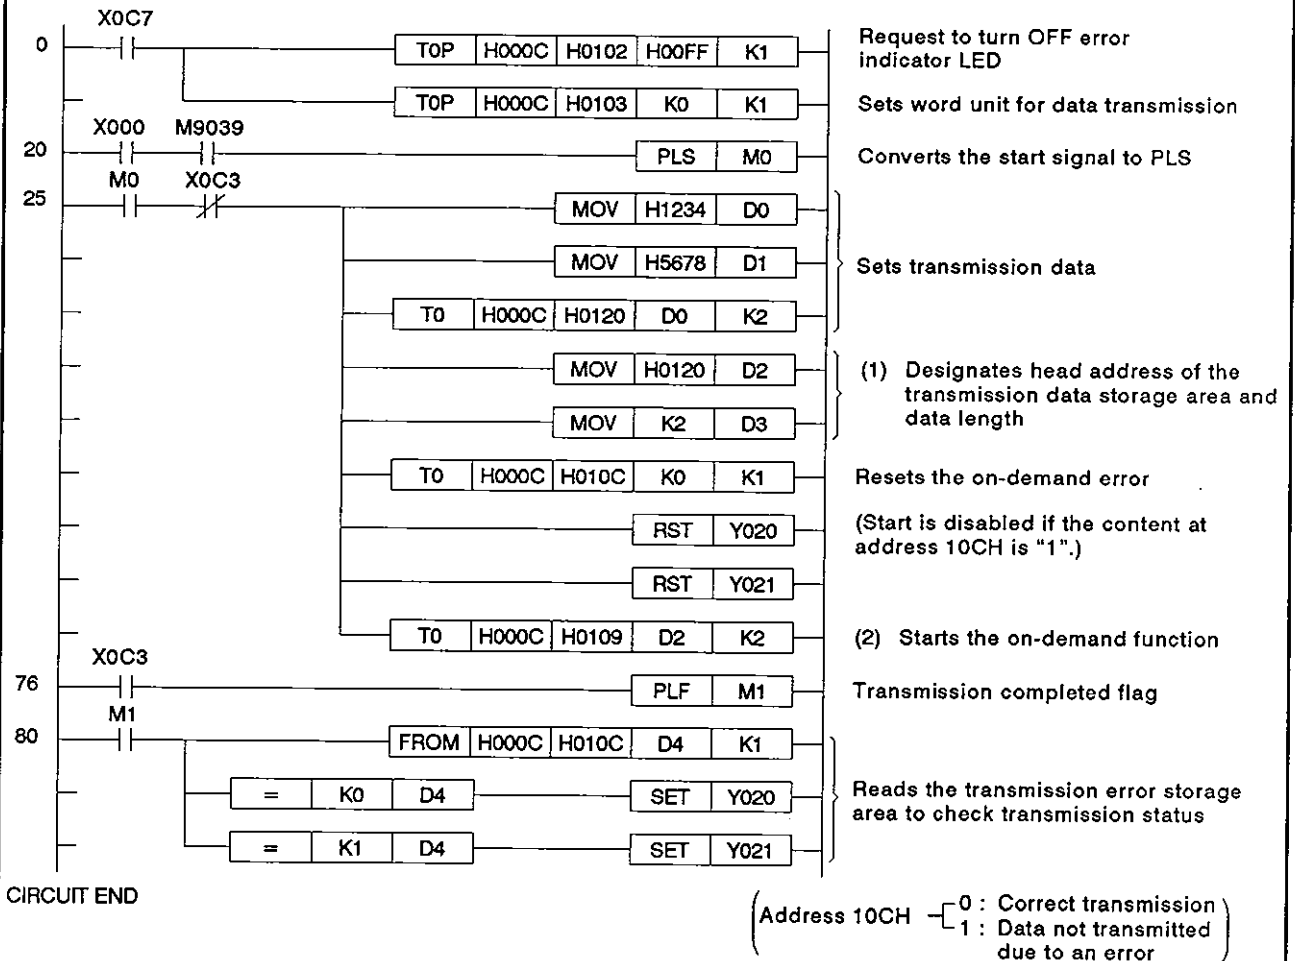 X0C7
0 TOP H000C H0102 H00FF K1 Request to turn OFF error
indicator LED
TOP H000C H0103 K0 K1 Sets word unit for data transmission
X000 M9039
20 PLS M0 Converts the start signal to PLS
M0 X0C3
25 MOV H1234 D0
MOV H5678 D1 Sets transmission data
T0 H000C H0120 D0 K2
MOV H0120 D2 (1) Designates head address of the
transmission data storage area and
MOV K2 D3 data length
T0 H000C H010C K0 K1 Resets the on-demand error
RST Y020 (Start is disabled if the content at
address 10CH is "1".)
RST Y021
T0 H000C H0109 D2 K2 (2) Starts the on-demand function
X0C3
76 PLF M1 Transmission completed flag
M1
80 FROM H000C H010C D4 K1
= K0 D4 SET Y020 Reads the transmission error storage
area to check transmission status
= K1 D4 SET Y021
CIRCUIT END
Address 10CH 0 : Correct transmission
1 : Data not transmitted
due to an error